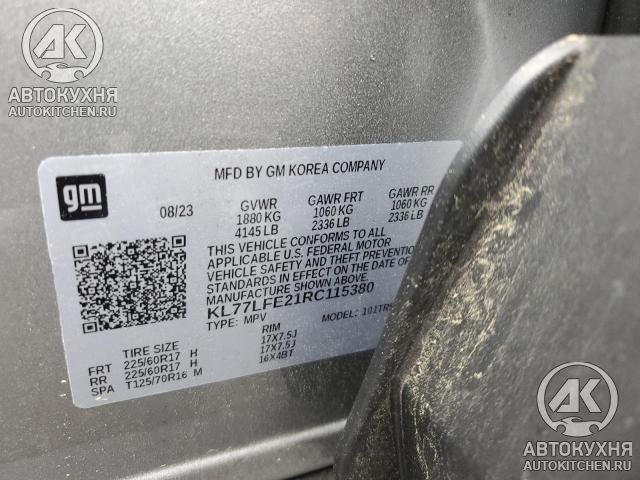 АК
АВТОКУХНЯ
AUTOKITCHEN.RU
MFD BY GM KOREA COMPANY
gm
08/23
GVWR GAWR FRT GAWR RR
1880 KG 1060 KG 1060 KG
4145 LB 2336 LB 2336 LB
THIS VEHICLE CONFORMS TO ALL
APPLICABLE U.S. FEDERAL MOTOR
VEHICLE SAFETY AND THEFT PREVENTION
STANDARDS IN EFFECT ON THE DATE OF
MANUFACTURE SHOWN ABOVE.
KL77LFE21RC115380
TYPE: MPV MODEL:
TIRE SIZE RIM
FRT 225/60R17 H 17X7.5J
RR 225/60R17 H 17X7.5J
SPA T125/70R16 M 16X4BT
АК
АВТОКУХНЯ
AUTOKITCHEN.RU